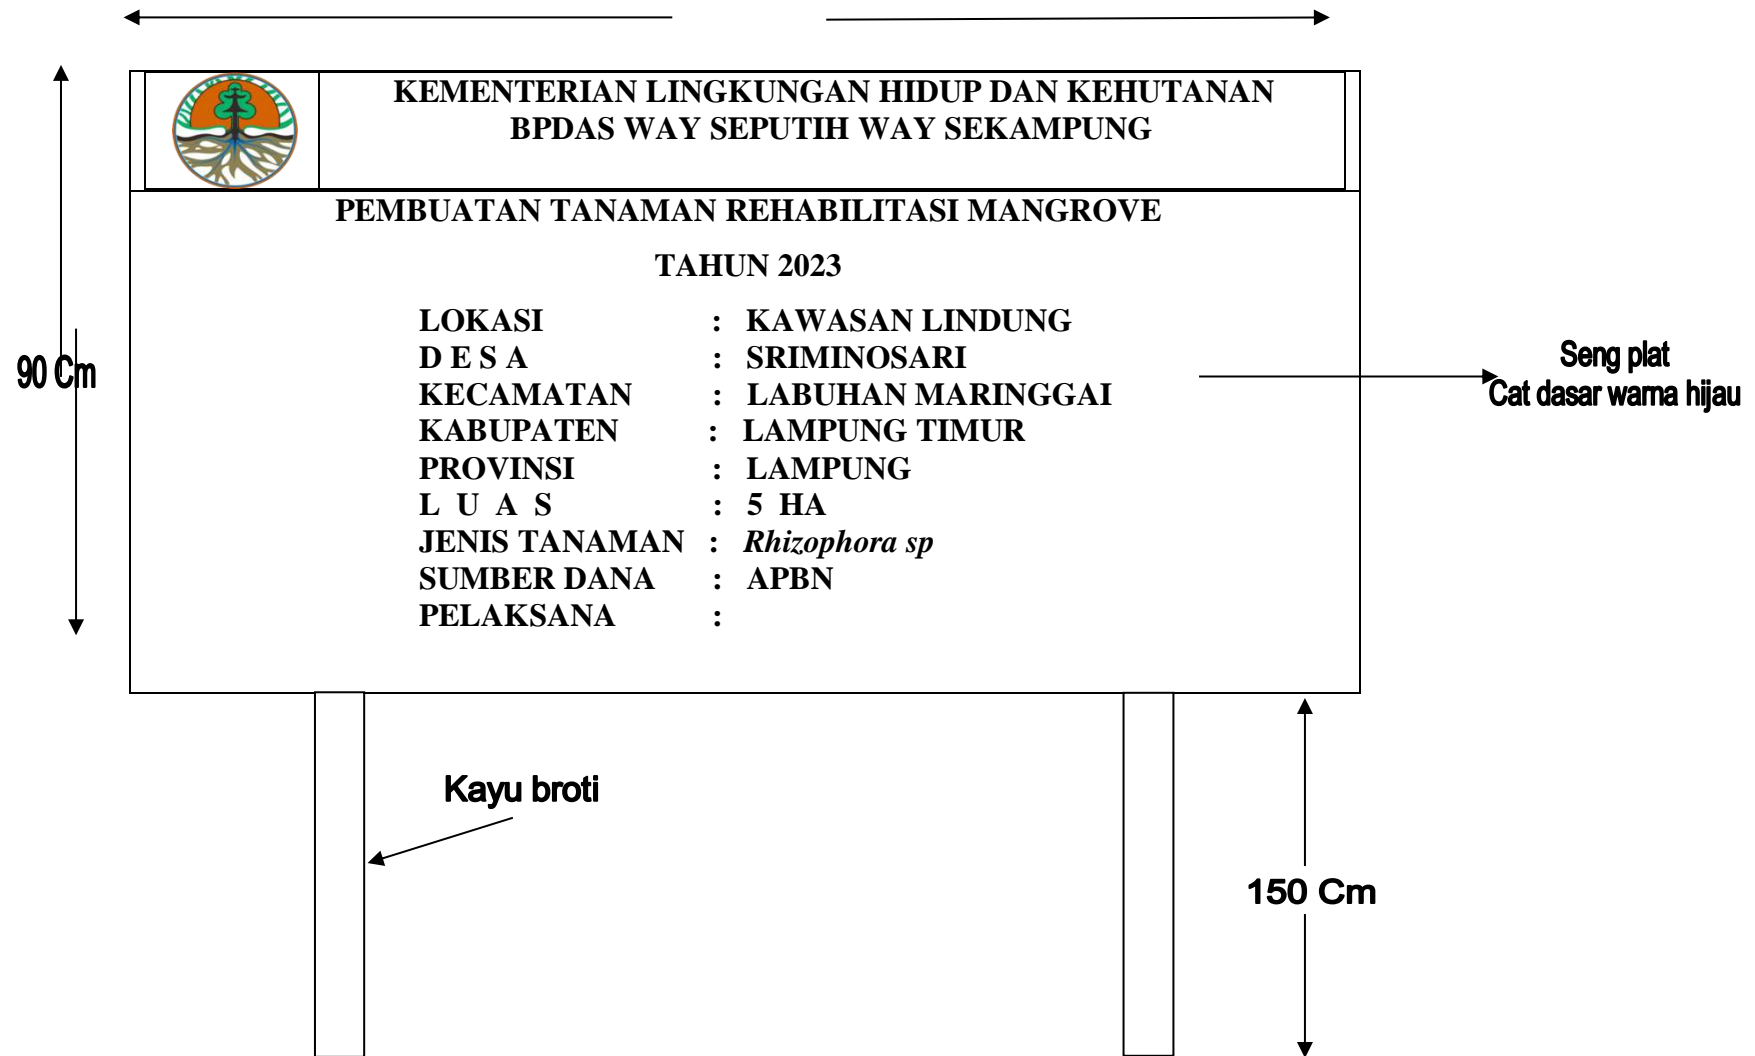 KEMENTERIAN LINGKUNGAN HIDUP DAN KEHUTANAN
BPDAS WAY SEPUTIH WAY SEKAMPUNG
PEMBUATAN TANAMAN REHABILITASI MANGROVE
TAHUN 2023
LOKASI : KAWASAN LINDUNG
D E S A : SRIMINOSARI
KECAMATAN : LABUHAN MARINGGAI
KABUPATEN : LAMPUNG TIMUR
PROVINSI : LAMPUNG
L U A S : 5 HA
JENIS TANAMAN : Rhizophora sp
SUMBER DANA : APBN
PELAKSANA :
90 Cm
Seng plat
Cat dasar warna hijau
Kayu broti
150 Cm